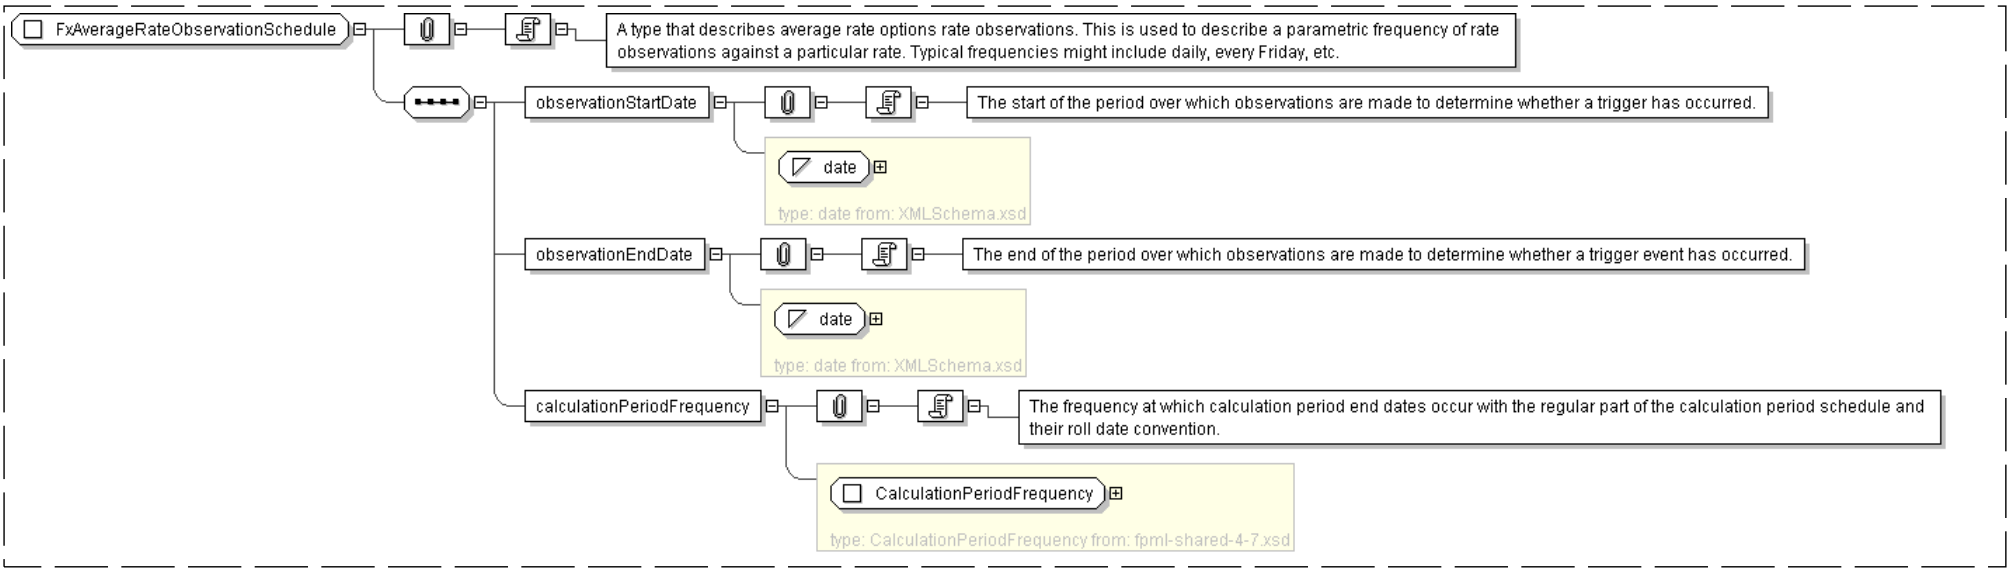 FxAverageRateObservationSchedule
A type that describes average rate options rate observations. This is used to describe a parametric frequency of rate
observations against a particular rate. Typical frequencies might include daily, every Friday, etc.
observationStartDate
The start of the period over which observations are made to determine whether a trigger has occurred.
date
type: date from: XMLSchema.xsd
observationEndDate
The end of the period over which observations are made to determine whether a trigger event has occurred.
date
type: date from: XMLSchema.xsd
calculationPeriodFrequency
The frequency at which calculation period end dates occur with the regular part of the calculation period schedule and
their roll date convention.
CalculationPeriodFrequency
type: CalculationPeriodFrequency from: fpml-shared-4-7.xsd